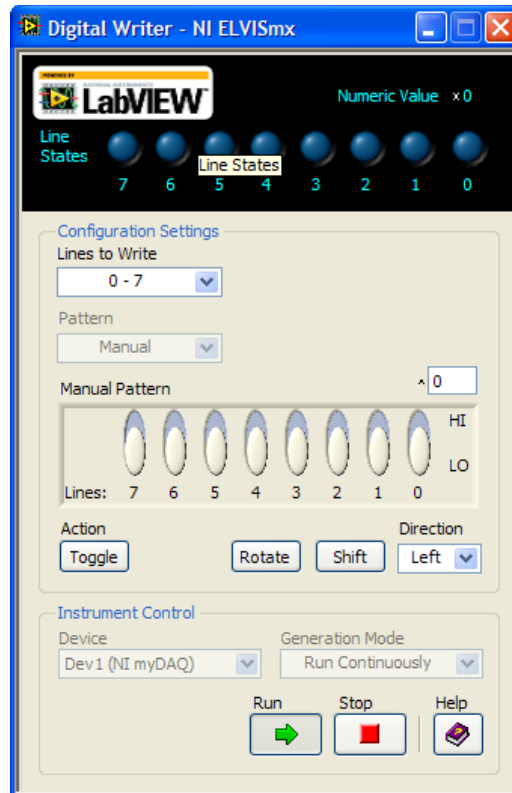 Digital Writer - NI ELVISmx
POWERED BY
NATIONAL INSTRUMENTS
LabVIEW
Numeric Value x 0
Line
States
Line States
7 6 5 4 3 2 1 0
Configuration Settings
Lines to Write
0 - 7
Pattern
Manual
Manual Pattern
0
HI
LO
Lines: 7 6 5 4 3 2 1 0
Action
Direction
Toggle
Rotate
Shift
Left
Instrument Control
Device
Generation Mode
Dev1 (NI myDAQ)
Run Continuously
Run
Stop
Help